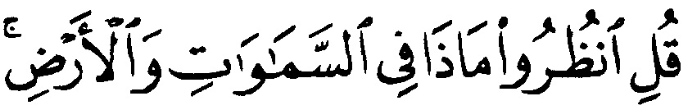 قُلِ ٱنظُرُوا۟ مَاذَا فِى ٱلسَّمَـٰوَٰتِ وَٱلْأَرْضِ ۚ